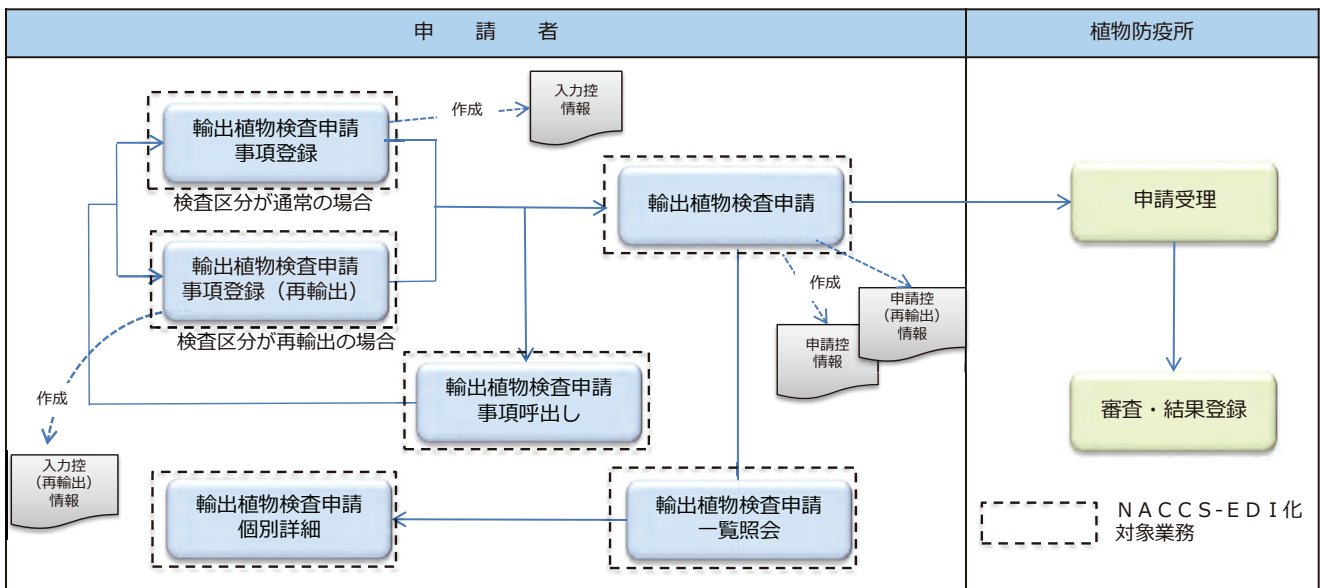 申　請　者
植物防疫所
輸出植物検査申請
事項登録
検査区分が通常の場合
作成
入力控
情報
輸出植物検査申請
事項登録（再輸出）
検査区分が再輸出の場合
作成
入力控
（再輸出）
情報
輸出植物検査申請
作成
申請控
情報
申請控
（再輸出）
情報
輸出植物検査申請
事項呼出し
輸出植物検査申請
一覧照会
輸出植物検査申請
個別詳細
申請受理
審査・結果登録
ＮＡＣＣＳ-ＥＤＩ化
対象業務